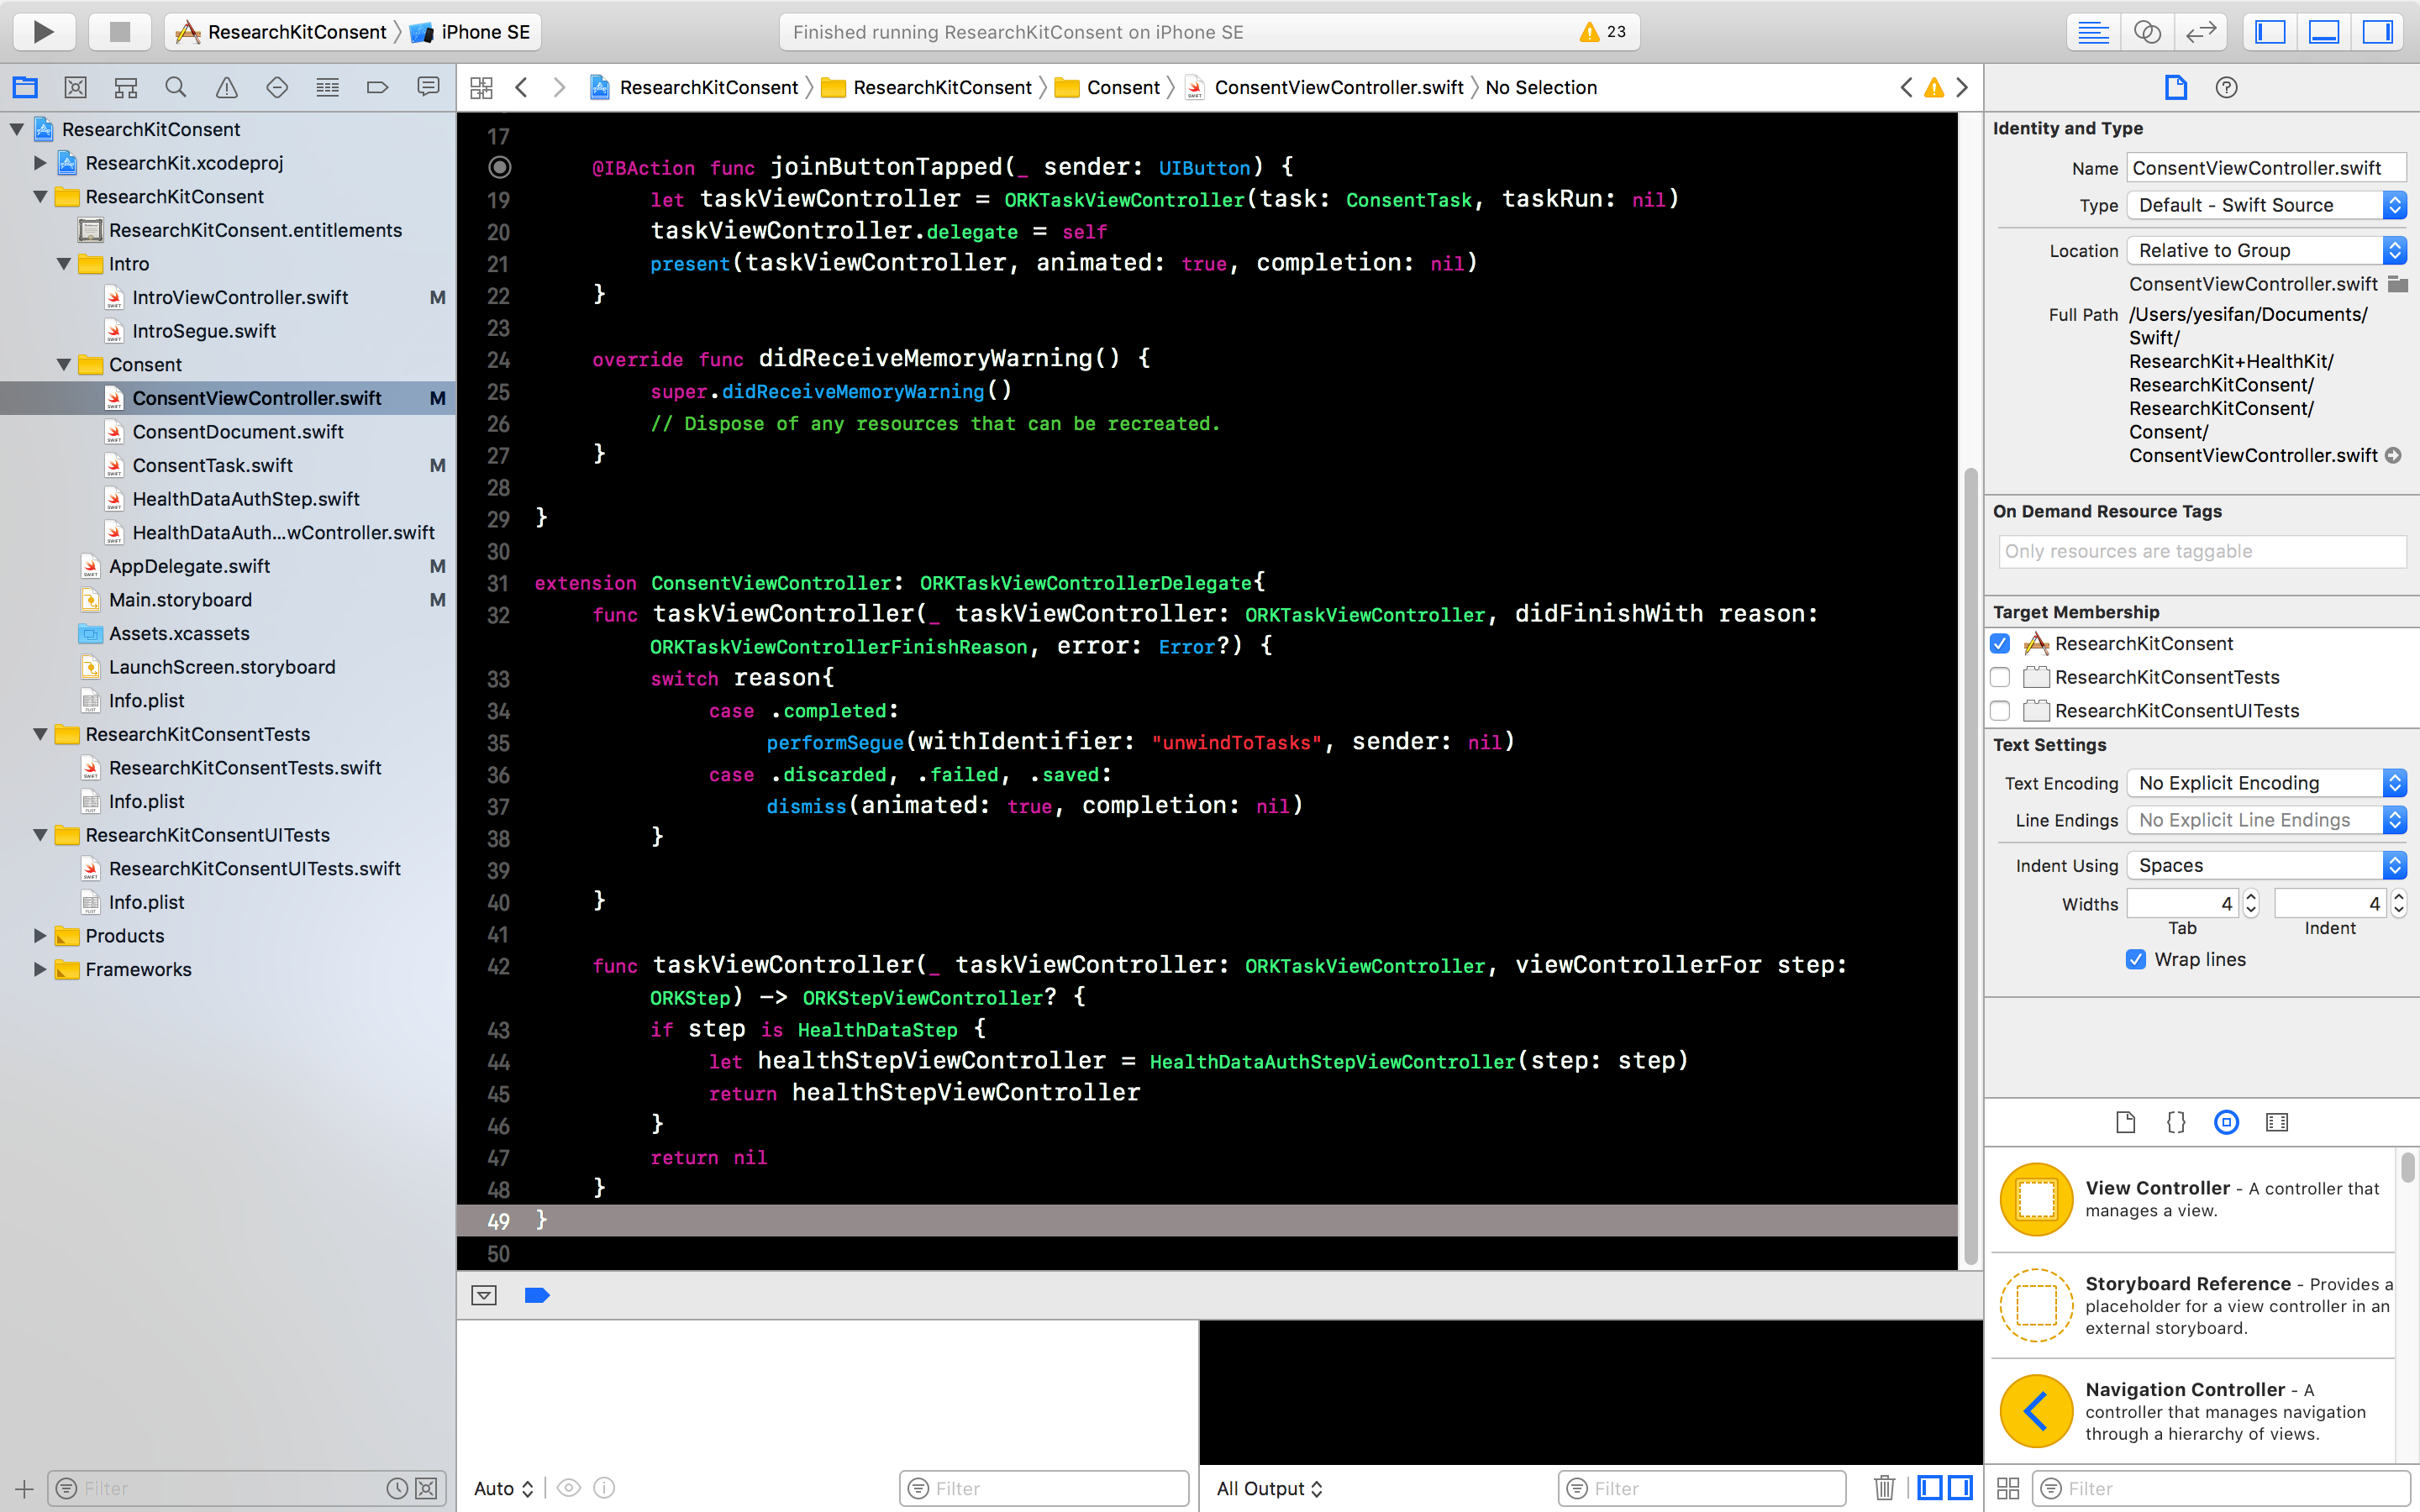 ResearchKitConsent
iPhone SE
Finished running ResearchKitConsent on iPhone SE
23
ResearchKitConsent
ResearchKit.xcodeproj
ResearchKitConsent
ResearchKitConsent.entitlements
Intro
IntroViewController.swift M
IntroSegue.swift
Consent
ConsentViewController.swift M
ConsentDocument.swift
ConsentTask.swift M
HealthDataAuthStep.swift
HealthDataAuth...wController.swift
AppDelegate.swift M
Main.storyboard M
Assets.xcassets
LaunchScreen.storyboard
Info.plist
ResearchKitConsentTests
ResearchKitConsentTests.swift
Info.plist
ResearchKitConsentUITests
ResearchKitConsentUITests.swift
Info.plist
Products
Frameworks
Filter
ResearchKitConsent ResearchKitConsent Consent ConsentViewController.swift No Selection
17
@IBAction func joinButtonTapped(_ sender: UIButton) {
19 let taskViewController = ORKTaskViewController(task: ConsentTask, taskRun: nil)
20 taskViewController.delegate = self
21 present(taskViewController, animated: true, completion: nil)
22 }
23
24 override func didReceiveMemoryWarning() {
25 super.didReceiveMemoryWarning()
26 // Dispose of any resources that can be recreated.
27 }
28
29 }
30
31 extension ConsentViewController: ORKTaskViewControllerDelegate{
32 func taskViewController(_ taskViewController: ORKTaskViewController, didFinishWith reason:
ORKTaskViewControllerFinishReason, error: Error?) {
33 switch reason{
34 case .completed:
35 performSegue(withIdentifier: "unwindToTasks", sender: nil)
36 case .discarded, .failed, .saved:
37 dismiss(animated: true, completion: nil)
38 }
39
40 }
41
42 func taskViewController(_ taskViewController: ORKTaskViewController, viewControllerFor step:
ORKStep) -> ORKStepViewController? {
43 if step is HealthDataStep {
44 let healthStepViewController = HealthDataAuthStepViewController(step: step)
45 return healthStepViewController
46 }
47 return nil
48 }
49 }
50
Auto
Filter
All Output
Filter
Identity and Type
Name ConsentViewController.swift
Type Default - Swift Source
Location Relative to Group
ConsentViewController.swift
Full Path /Users/yesifan/Documents/
Swift/
ResearchKit+HealthKit/
ResearchKitConsent/
ResearchKitConsent/
Consent/
ConsentViewController.swift
On Demand Resource Tags
Only resources are taggable
Target Membership
ResearchKitConsent
ResearchKitConsentTests
ResearchKitConsentUITests
Text Settings
Text Encoding No Explicit Encoding
Line Endings No Explicit Line Endings
Indent Using Spaces
Widths 4 4
Tab Indent
Wrap lines
{}
View Controller - A controller that
manages a view.
Storyboard Reference - Provides a
placeholder for a view controller in an
external storyboard.
Navigation Controller - A
controller that manages navigation
through a hierarchy of views.
Filter